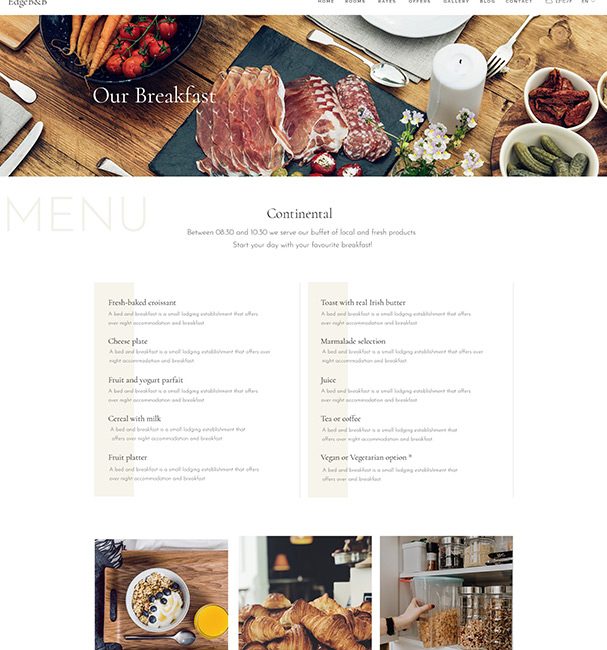 EdgeB&B
HOME ROOMS RATES OFFERS GALLERY BLOG CONTACT EN
Our Breakfast
MENU
Continental
Between 08:30 and 10:30 we serve our buffet of local and fresh products
Start your day with your favourite breakfast!
Fresh-baked croissant
A bed and breakfast is a small lodging establishment that offers
over night accommodation and breakfast
Cheese plate
A bed and breakfast is a small lodging establishment that offers over
night accommodation and breakfast
Fruit and yogurt parfait
A bed and breakfast is a small lodging establishment that offers
over night accommodation and breakfast
Cereal with milk
A bed and breakfast is a small lodging establishment that
offers over night accommodation and breakfast
Fruit platter
A bed and breakfast is a small lodging establishment that offers
over night accommodation and breakfast
Toast with real Irish butter
A bed and breakfast is a small lodging establishment that offers
over night accommodation and breakfast
Marmalade selection
A bed and breakfast is a small lodging establishment that offers over
night accommodation and breakfast
Juice
A bed and breakfast is a small lodging establishment that offers
over night accommodation and breakfast
Tea or coffee
A bed and breakfast is a small lodging establishment that
offers over night accommodation and breakfast
Vegan or Vegetarian option *
A bed and breakfast is a small lodging establishment that
offers over and breakfast